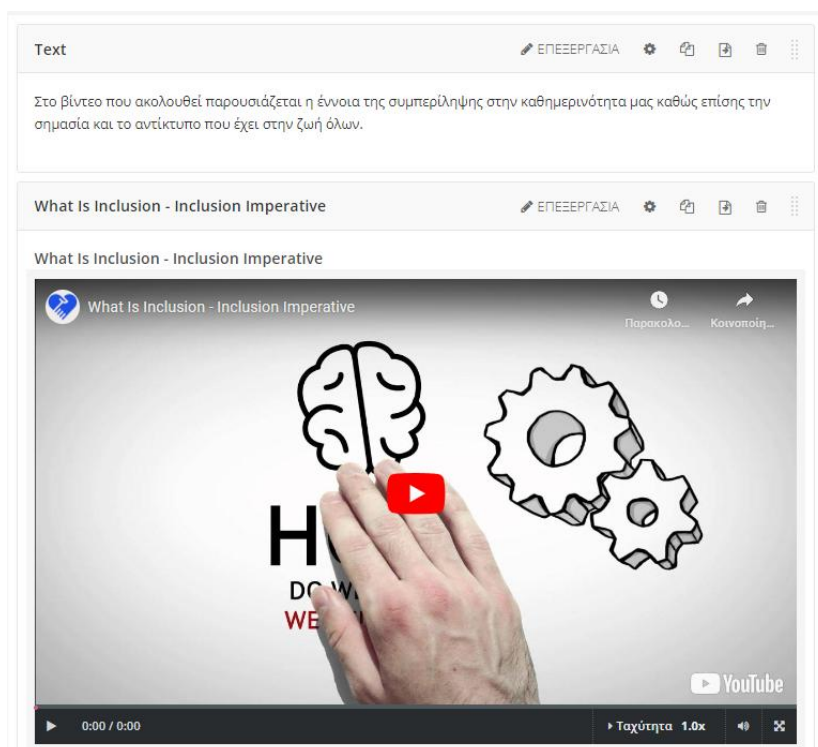 Text
ΕΠΕΞΕΡΓΑΣΙΑ
Στο βίντεο που ακολουθεί παρουσιάζεται η έννοια της συμπερίληψης στην καθημερινότητα μας καθώς επίσης την
σημασία και το αντίκτυπο που έχει στην ζωή όλων.
What Is Inclusion - Inclusion Imperative
ΕΠΕΞΕΡΓΑΣΙΑ
What Is Inclusion - Inclusion Imperative
What Is Inclusion - Inclusion Imperative
Παρακολο...
Κοινοποίη...
DO
WE
YouTube
0:00 / 0:00
Ταχύτητα 1.0x